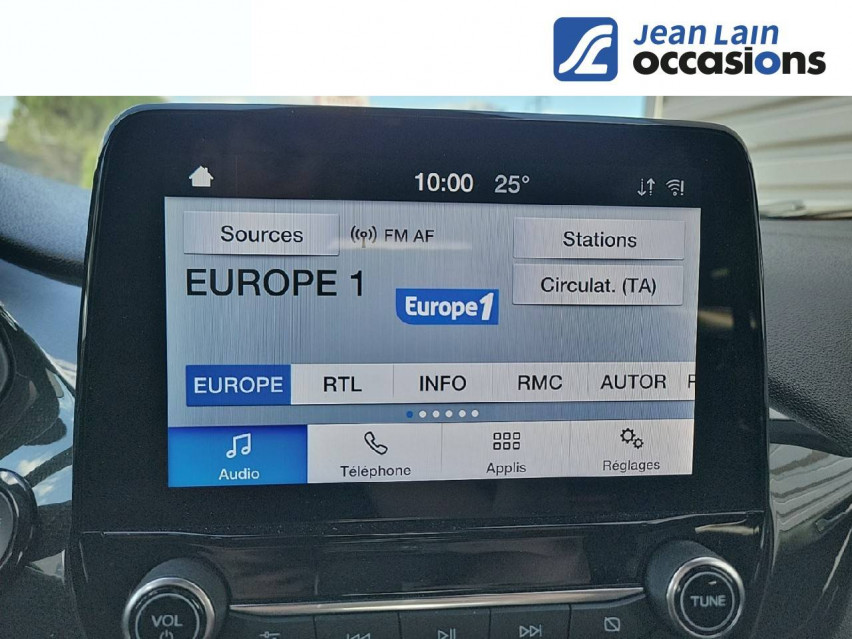 Jean Lain
occasions
10:00 25°
Sources FM AF Stations
EUROPE 1 Circulat. (TA)
Europe1
EUROPE RTL INFO RMC AUTOR
Audio Téléphone Applis Réglages
VOL TUNE